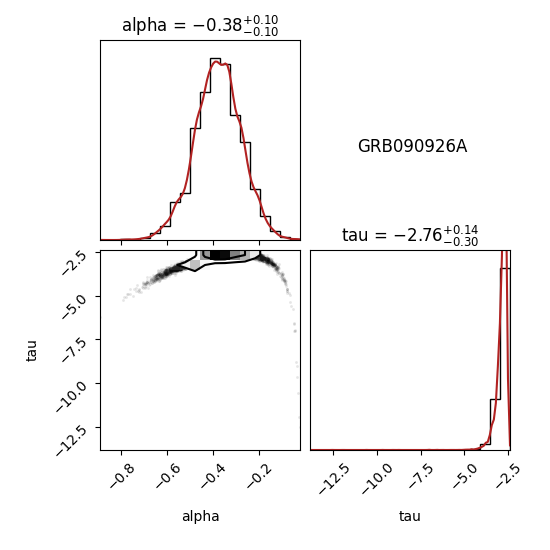 alpha = −0.38+0.10−0.10
GRB090926A
tau = −2.76+0.14−0.30
−2.5
−5.0
−7.5
−10.0
−12.5
tau
−0.8 −0.6 −0.4 −0.2
alpha
−12.5 −10.0 −7.5 −5.0 −2.5
tau